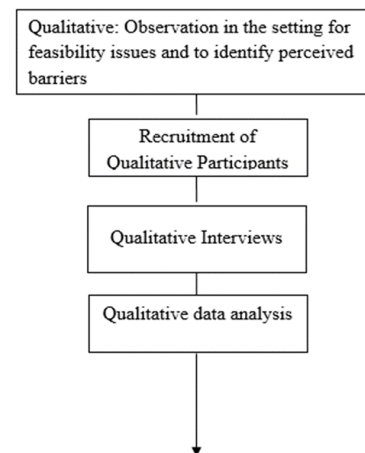 Qualitative: Observation in the setting for
feasibility issues and to identify perceived
barriers
Recruitment of
Qualitative Participants
Qualitative Interviews
Qualitative data analysis